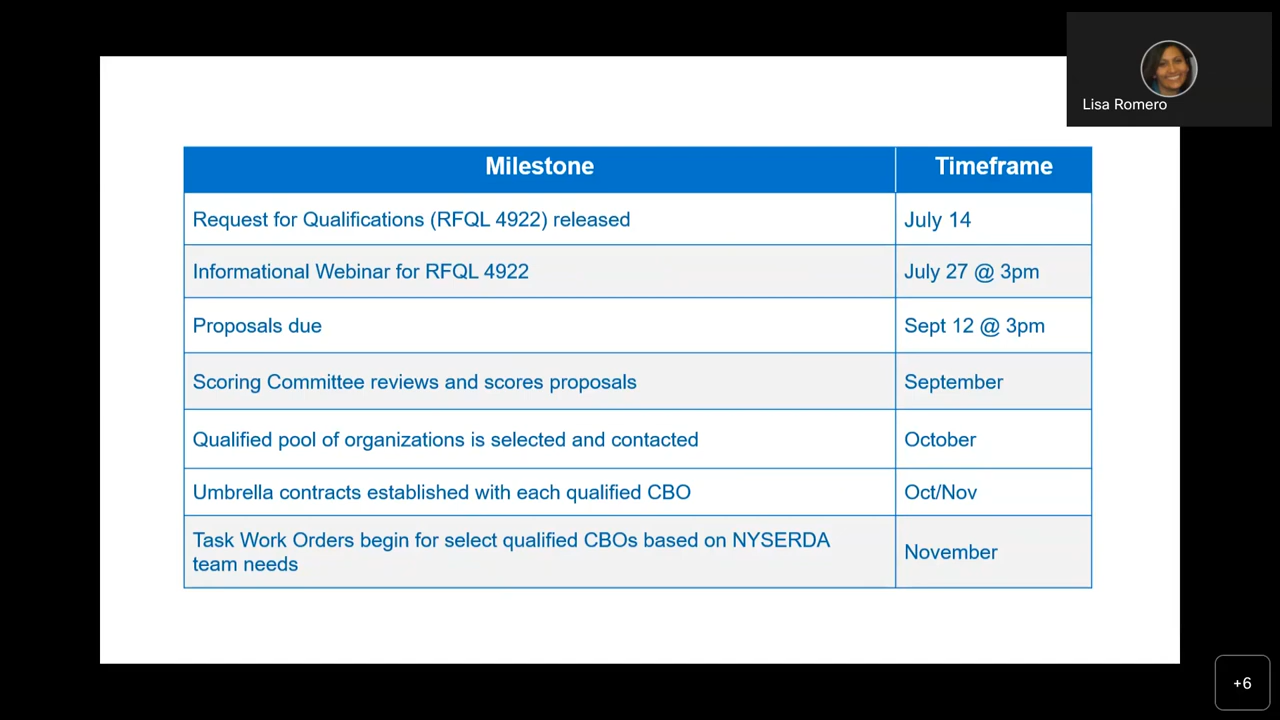 Lisa Romero
Milestone Timeframe
Request for Qualifications (RFQL 4922) released July 14
Informational Webinar for RFQL 4922 July 27 @ 3pm
Proposals due Sept 12 @ 3pm
Scoring Committee reviews and scores proposals September
Qualified pool of organizations is selected and contacted October
Umbrella contracts established with each qualified CBO Oct/Nov
Task Work Orders begin for select qualified CBOs based on NYSERDA
team needs November
+6